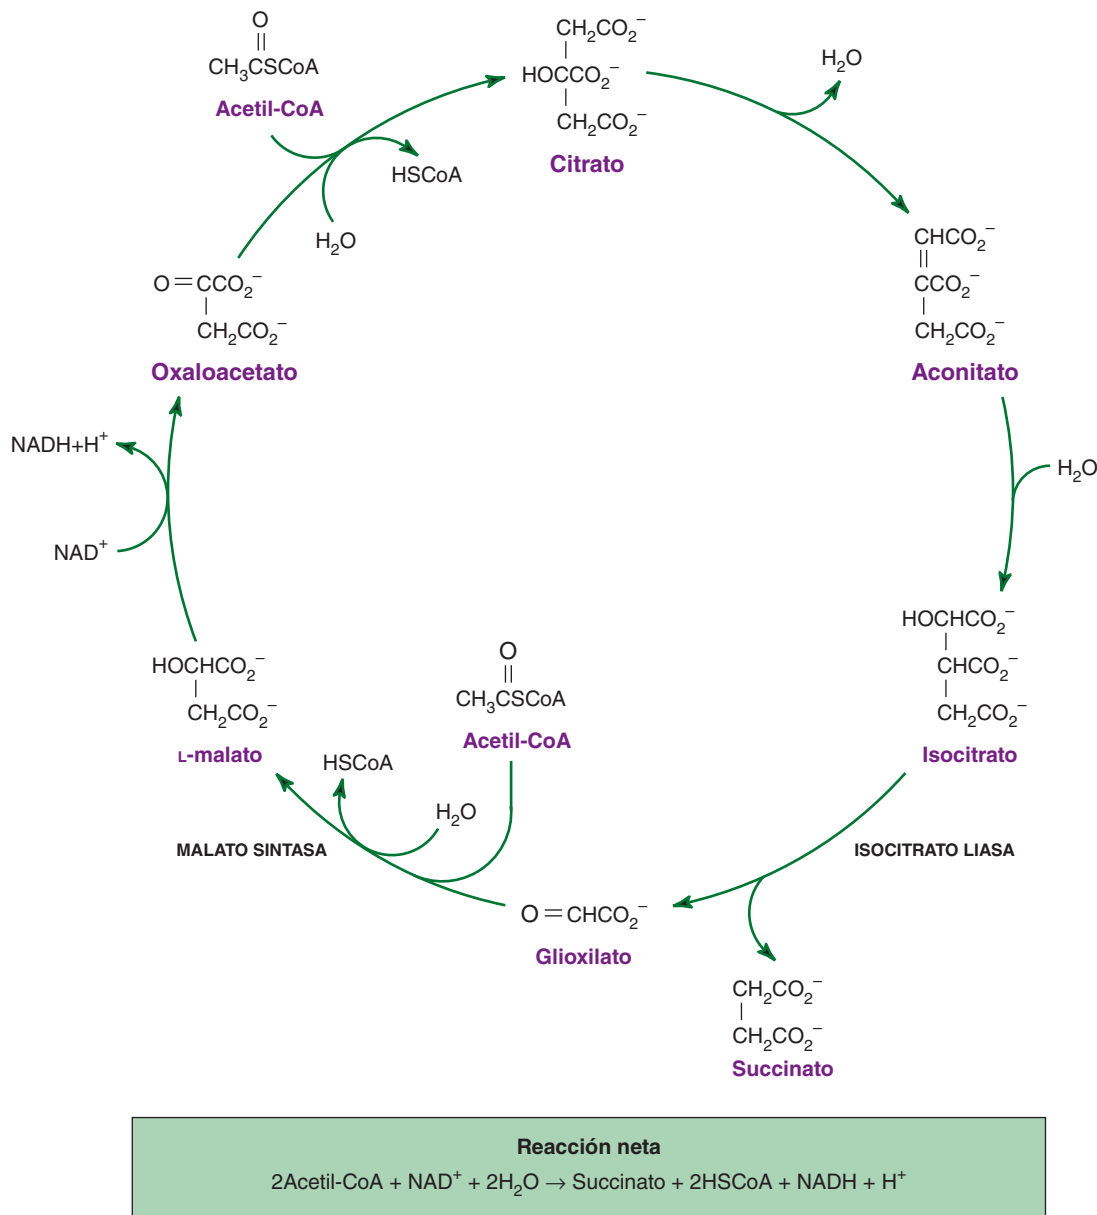 O
||
CH₃CSCoA
Acetil-CoA
HSCoA
H₂O
CH₂CO₂⁻
|
HOCCO₂⁻
|
CH₂CO₂⁻
Citrato
H₂O
CHCO₂⁻
||
CCO₂⁻
|
CH₂CO₂⁻
Aconitato
H₂O
HOCHCO₂⁻
|
CHCO₂⁻
|
CH₂CO₂⁻
Isocitrato
ISOCITRATO LIASA
CH₂CO₂⁻
|
CH₂CO₂⁻
Succinato
O=CHCO₂⁻
Glioxilato
O
||
CH₃CSCoA
Acetil-CoA
H₂O
HSCoA
MALATO SINTASA
HOCHCO₂⁻
|
CH₂CO₂⁻
L-malato
NAD⁺
NADH+H⁺
O=CCO₂⁻
|
CH₂CO₂⁻
Oxaloacetato
Reacción neta
2Acetil-CoA + NAD⁺ + 2H₂O → Succinato + 2HSCoA + NADH + H⁺